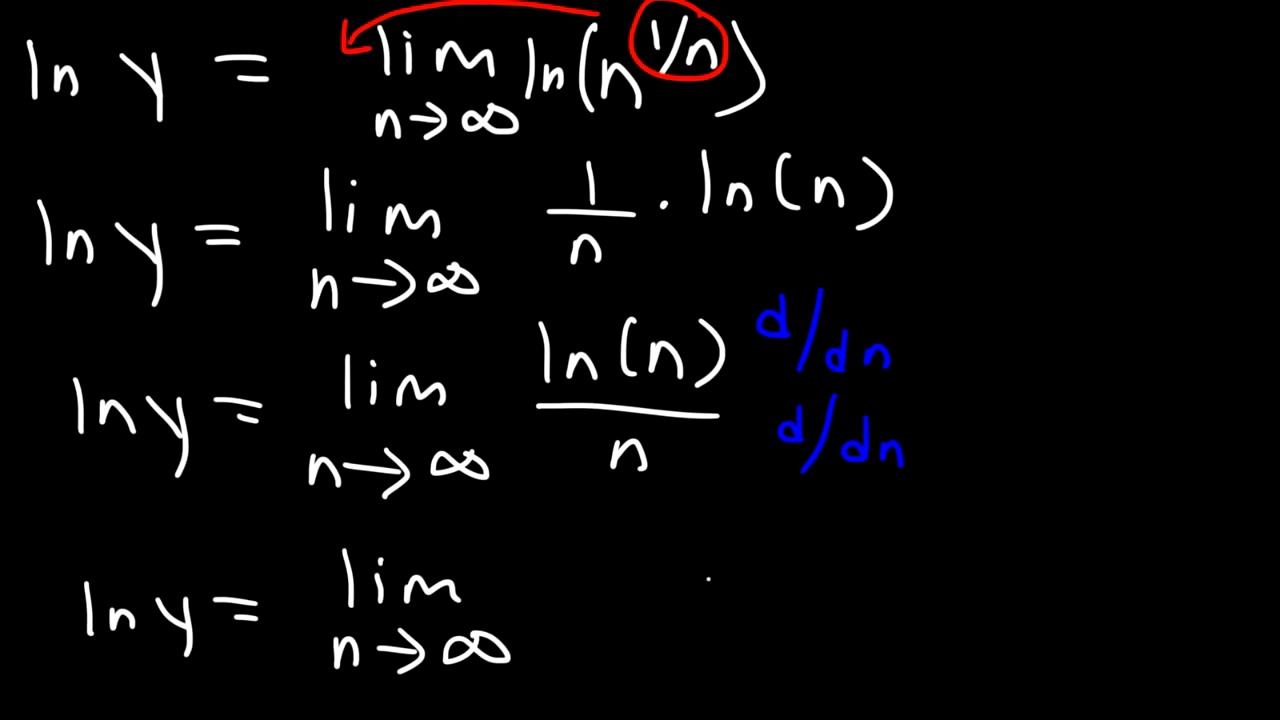 ln y = lim ln(n^1/n)
n→∞
ln y = lim 1/n · ln(n)
n→∞
ln y = lim ln(n)/n d/dn d/dn
n→∞
ln y = lim
n→∞